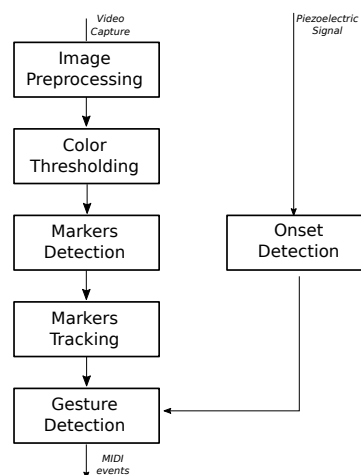 Video
Capture
Piezoelectric
Signal
Image
Preprocessing
Color
Thresholding
Markers
Detection
Onset
Detection
Markers
Tracking
Gesture
Detection
MIDI
events